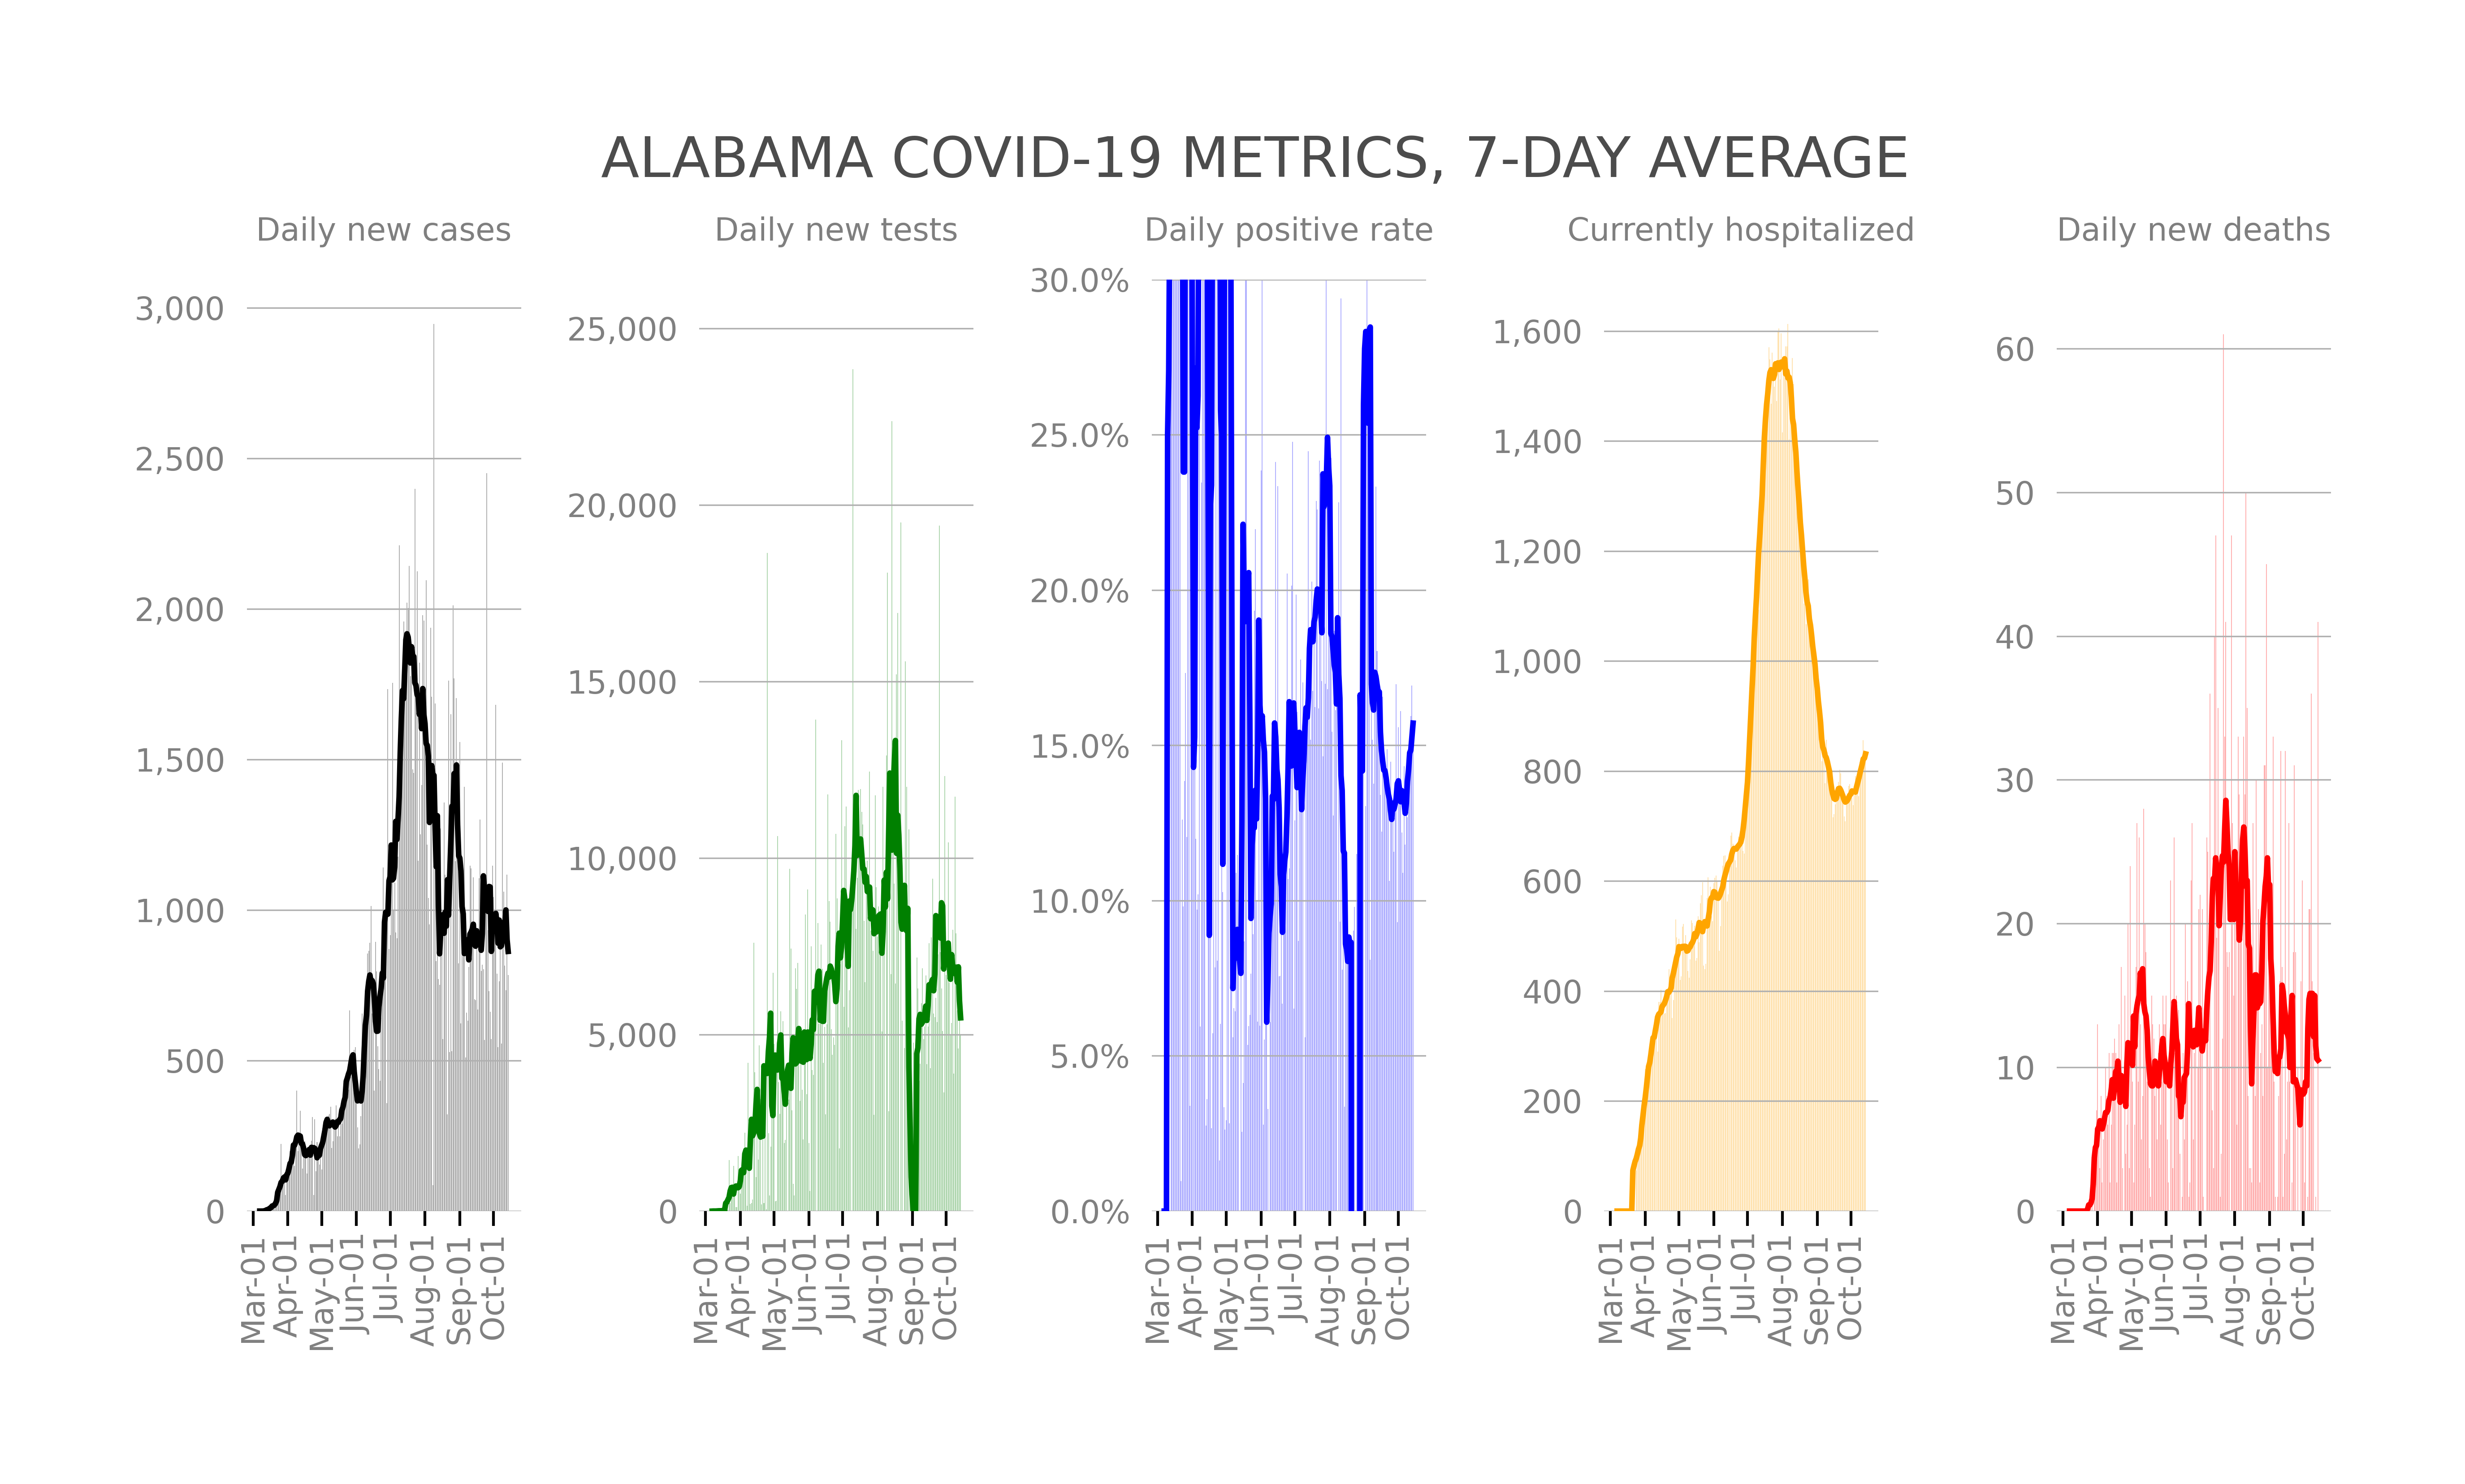 ALABAMA COVID-19 METRICS, 7-DAY AVERAGE
Daily new cases
3,000
2,500
2,000
1,500
1,000
500
0
Mar-01
Apr-01
May-01
Jun-01
Jul-01
Aug-01
Sep-01
Oct-01
Daily new tests
25,000
20,000
15,000
10,000
5,000
0
Mar-01
Apr-01
May-01
Jun-01
Jul-01
Aug-01
Sep-01
Oct-01
Daily positive rate
30.0%
25.0%
20.0%
15.0%
10.0%
5.0%
0.0%
Mar-01
Apr-01
May-01
Jun-01
Jul-01
Aug-01
Sep-01
Oct-01
Currently hospitalized
1,600
1,400
1,200
1,000
800
600
400
200
0
Mar-01
Apr-01
May-01
Jun-01
Jul-01
Aug-01
Sep-01
Oct-01
Daily new deaths
60
50
40
30
20
10
0
Mar-01
Apr-01
May-01
Jun-01
Jul-01
Aug-01
Sep-01
Oct-01